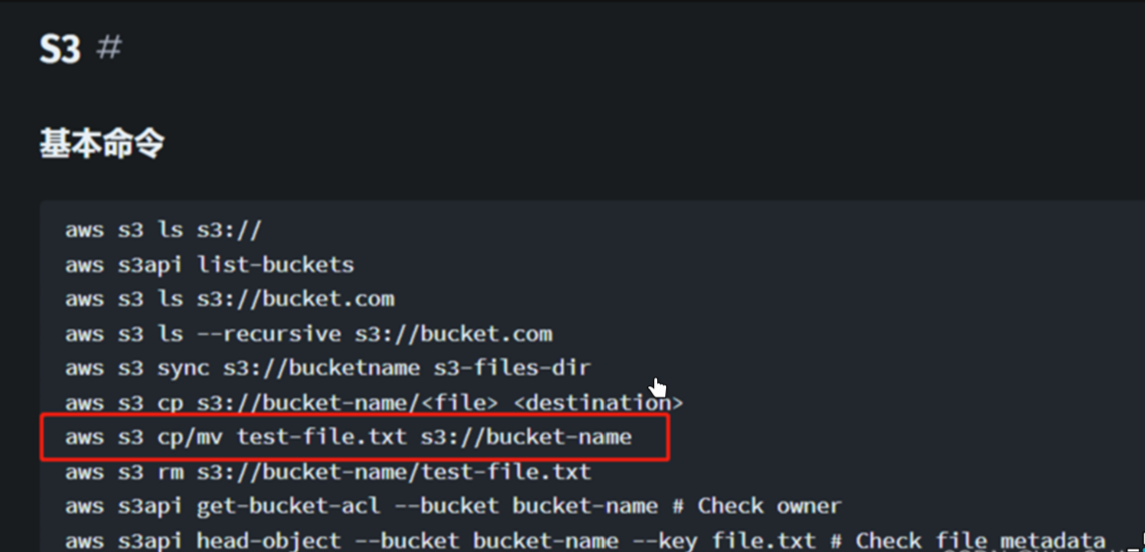 S3 #
基本命令
aws s3 ls s3://
aws s3api list-buckets
aws s3 ls s3://bucket.com
aws s3 ls --recursive s3://bucket.com
aws s3 sync s3://bucketname s3-files-dir
aws s3 cp s3://bucket-name/<file> <destination>
aws s3 cp/mv test-file.txt s3://bucket-name
aws s3 rm s3://bucket-name/test-file.txt
aws s3api get-bucket-acl --bucket bucket-name # Check owner
aws s3api head-object --bucket bucket-name --key file.txt # Check file metadata